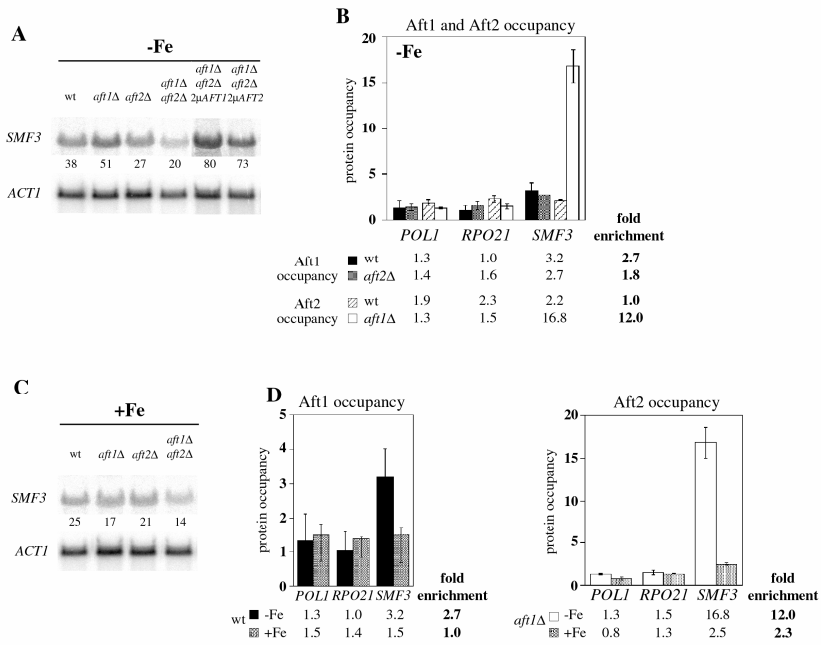 A
-Fe
wt aft1Δ aft2Δ aft1Δ aft2Δ aft1Δ aft2Δ 2µAFT1 aft1Δ aft2Δ 2µAFT2
SMF3
38 51 27 20 80 73
ACT1
B
Aft1 and Aft2 occupancy
-Fe
protein occupancy
20
15
10
5
0
POL1 RPO21 SMF3 fold enrichment
Aft1 occupancy
wt 1.3 1.0 3.2 2.7
aft2Δ 1.4 1.6 2.7 1.8
Aft2 occupancy
wt 1.9 2.3 2.2 1.0
aft1Δ 1.3 1.5 16.8 12.0
C
+Fe
wt aft1Δ aft2Δ aft1Δ aft2Δ
SMF3
25 17 21 14
ACT1
D
Aft1 occupancy
protein occupancy
5
4
3
2
1
0
POL1 RPO21 SMF3 fold enrichment
wt
-Fe 1.3 1.0 3.2 2.7
+Fe 1.5 1.4 1.5 1.0
Aft2 occupancy
protein occupancy
20
15
10
5
0
POL1 RPO21 SMF3 fold enrichment
aft1Δ
-Fe 1.3 1.5 16.8 12.0
+Fe 0.8 1.3 2.5 2.3